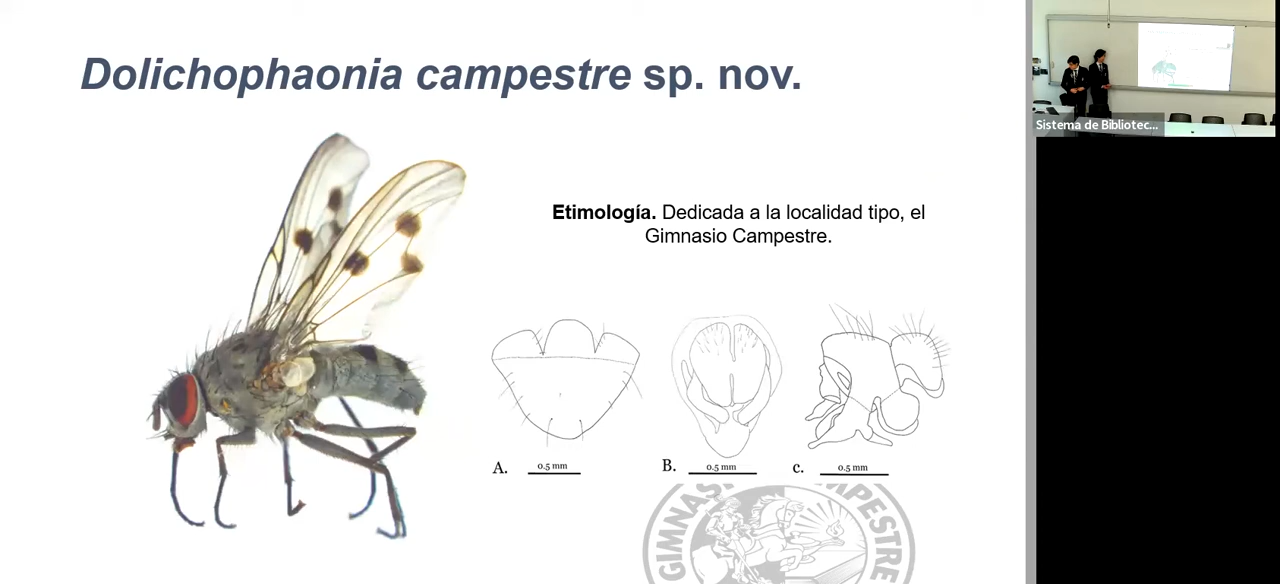 Dolichophaonia campestre sp. nov.
Sistema de Bibliotec...
Etimología. Dedicada a la localidad tipo, el
Gimnasio Campestre.
A. 0.5 mm
B. 0.5 mm
c. 0.5 mm